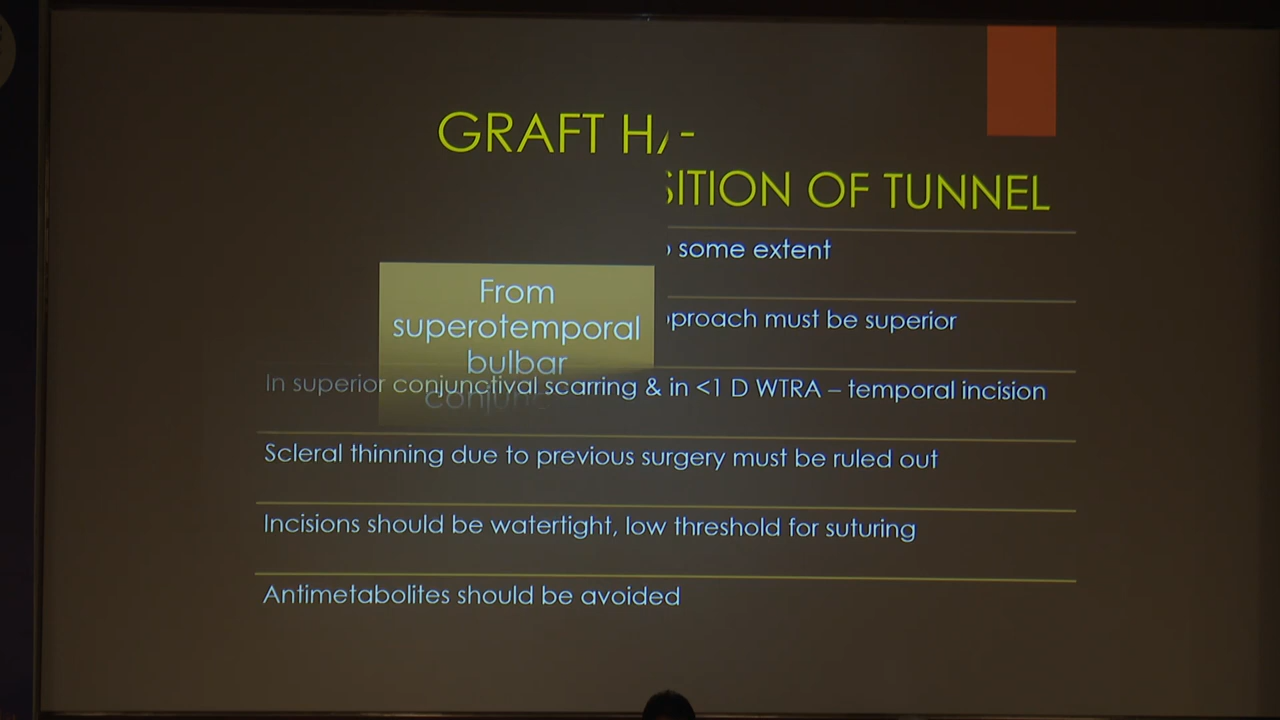 GRAFT
-
OF TUNNEL
some extent
must be superior
From
superotemporal
bulbar
In superior conjunctival scarring & in <1 D WTRA – temporal incision
Scleral thinning due to previous surgery must be ruled out
Incisions should be watertight, low threshold for suturing
Antimetabolites should be avoided